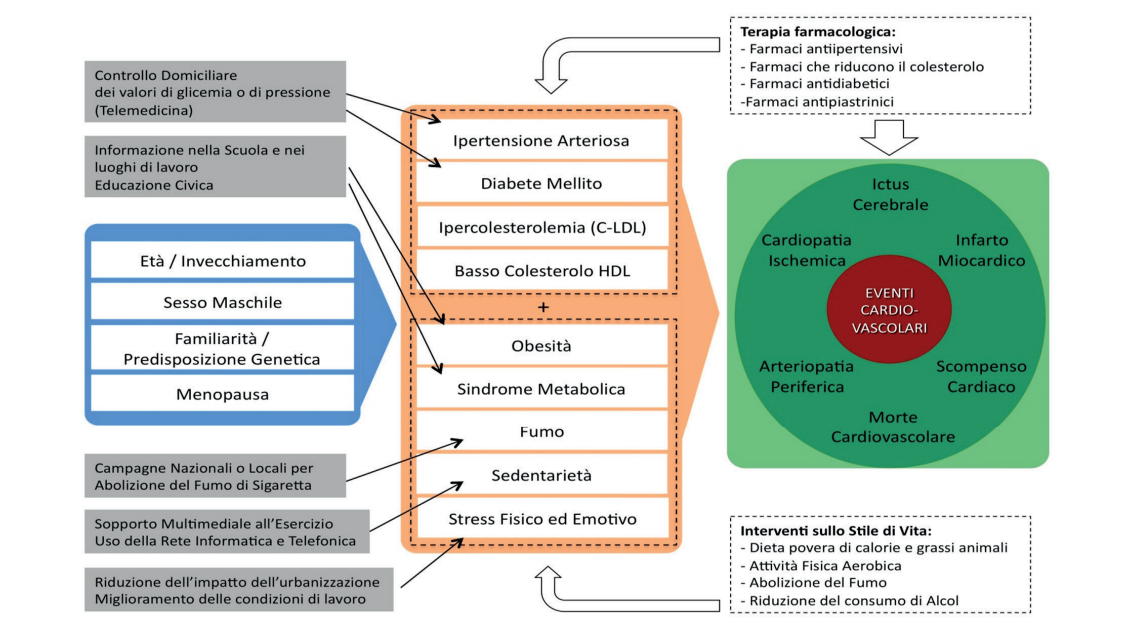 Controllo Domiciliare
dei valori di glicemia o di pressione
(Telemedicina)
Informazione nella Scuola e nei
luoghi di lavoro
Educazione Civica
Età / Invecchiamento
Sesso Maschile
Familiarità /
Predisposizione Genetica
Menopausa
Campagne Nazionali o Locali per
Abolizione del Fumo di Sigaretta
Sopporto Multimediale all'Esercizio
Uso della Rete Informatica e Telefonica
Riduzione dell'impatto dell'urbanizzazione
Miglioramento delle condizioni di lavoro
Ipertensione Arteriosa
Diabete Mellito
Ipercolesterolemia (C-LDL)
Basso Colesterolo HDL
+
Obesità
Sindrome Metabolica
Fumo
Sedentarietà
Stress Fisico ed Emotivo
Terapia farmacologica:
- Farmaci antiipertensivi
- Farmaci che riducono il colesterolo
- Farmaci antidiabetici
-Farmaci antipiastrinici
Ictus
Cerebrale
Cardiopatia
Ischemica
Infarto
Miocardico
EVENTI
CARDIO-
VASCOLARI
Arteriopatia
Periferica
Scompenso
Cardiaco
Morte
Cardiovascolare
Interventi sullo Stile di Vita:
- Dieta povera di calorie e grassi animali
- Attività Fisica Aerobica
- Abolizione del Fumo
- Riduzione del consumo di Alcol